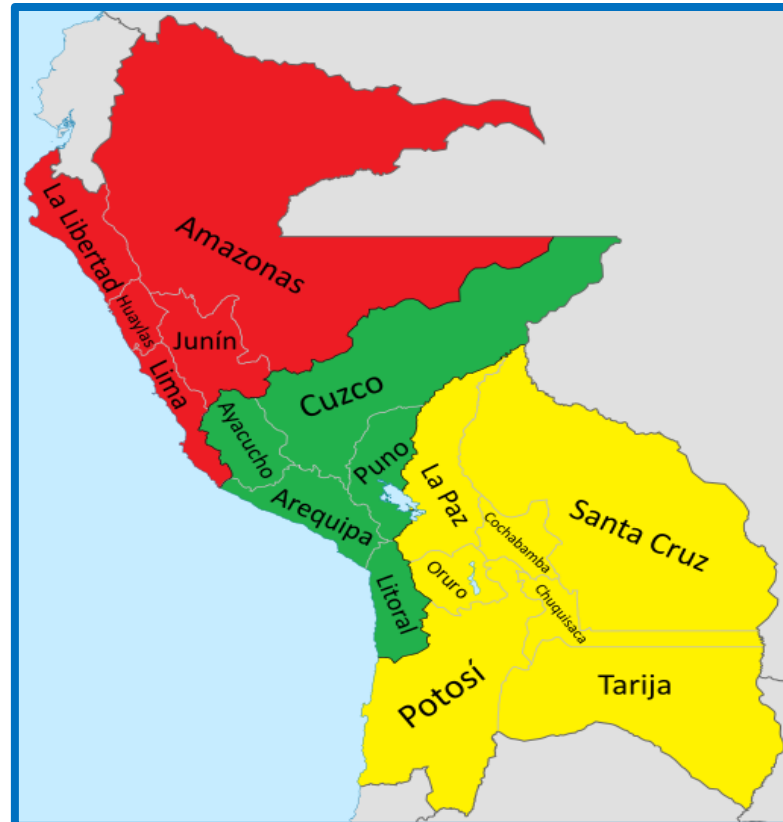 La Libertad
Amazonas
Huaylas
Junín
Lima
Cuzco
Ayacucho
Puno
Arequipa
La Paz
Santa Cruz
Cochabamba
Oruro
Litoral
Chuquisaca
Potosí
Tarija